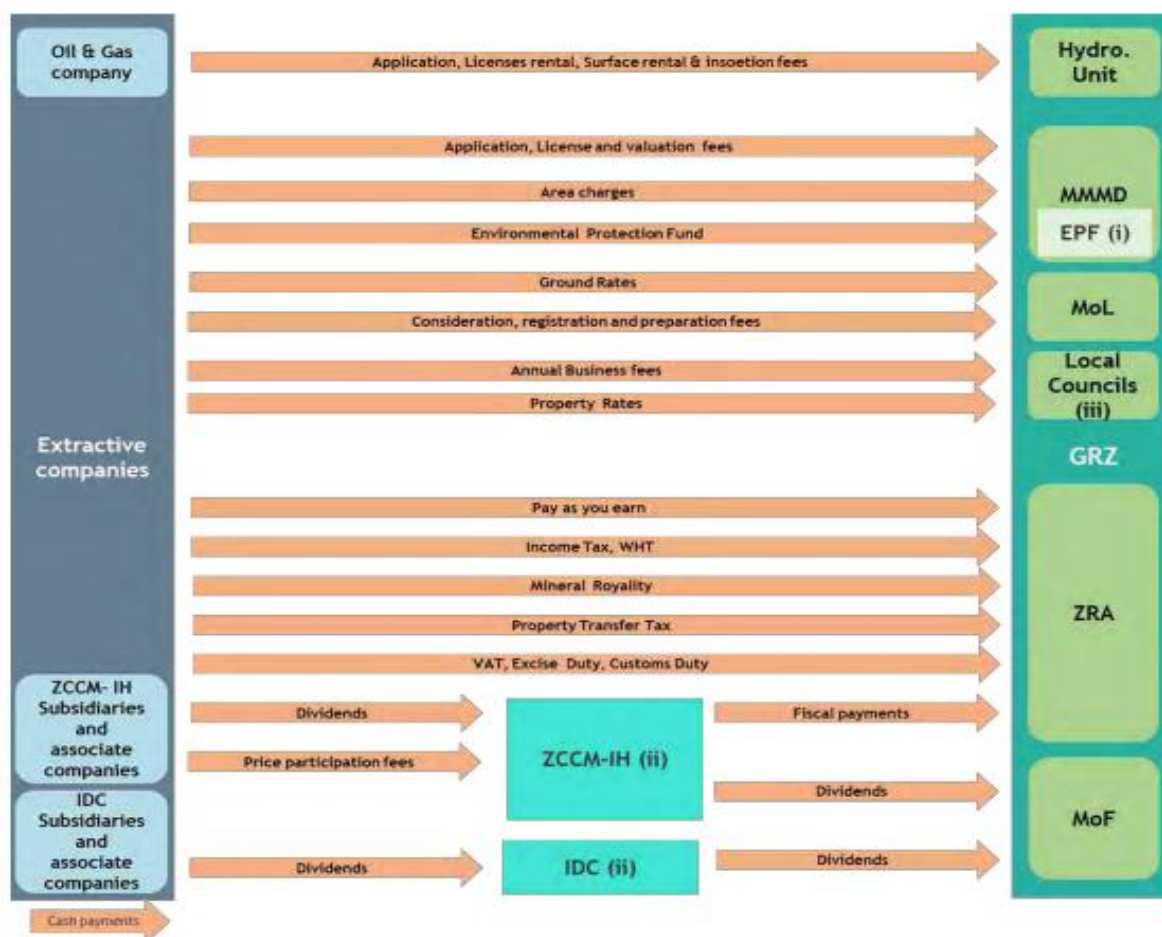 Oil & Gas
company
Application, Licenses rental, Surface rental & insoetion fees
Hydro.
Unit
Application, License and valuation fees
Area charges
MMMD
Environmental Protection Fund
EPF (i)
Ground Rates
MoL
Consideration, registration and preparation fees
Annual Business fees
Local
Councils
(iii)
Property Rates
Extractive
companies
GRZ
Pay as you earn
Income Tax, WHT
Mineral Royality
Property Transfer Tax
ZRA
VAT, Excise Duty, Customs Duty
ZCCM- IH
Subsidiaries
and
associate
companies
Dividends
Price participation fees
ZCCM-IH (ii)
Fiscal payments
Dividends
MoF
IDC
Subsidiaries
and
associate
companies
Dividends
IDC (ii)
Dividends
Cash payments